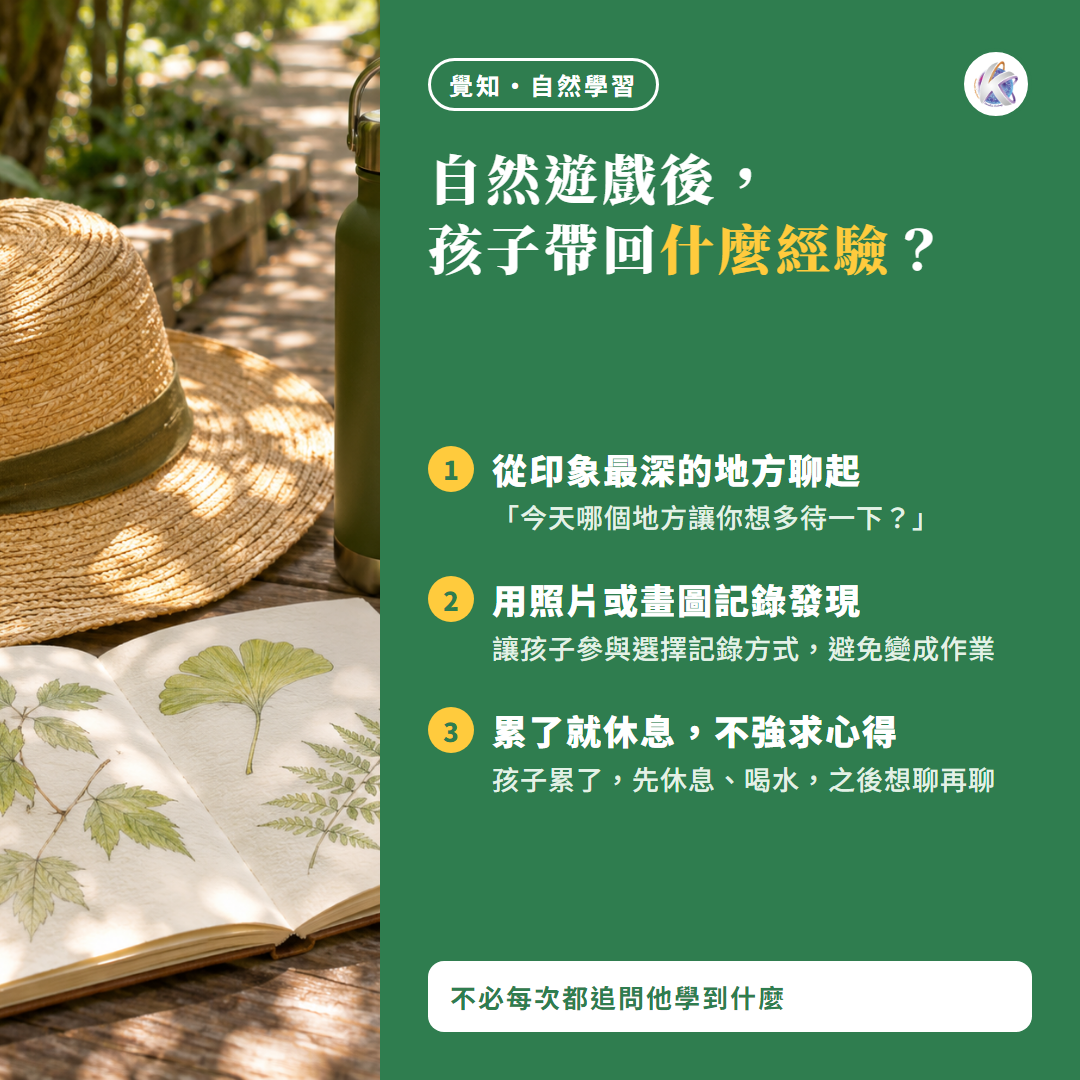 覺知・自然學習
自然遊戲後，
孩子帶回什麼經驗？
1 從印象最深的地方聊起
「今天哪個地方讓你想多待一下？」
2 用照片或畫圖記錄發現
讓孩子參與選擇記錄方式，避免變成作業
3 累了就休息，不強求心得
孩子累了，先休息、喝水，之後想聊再聊
不必每次都追問他學到什麼